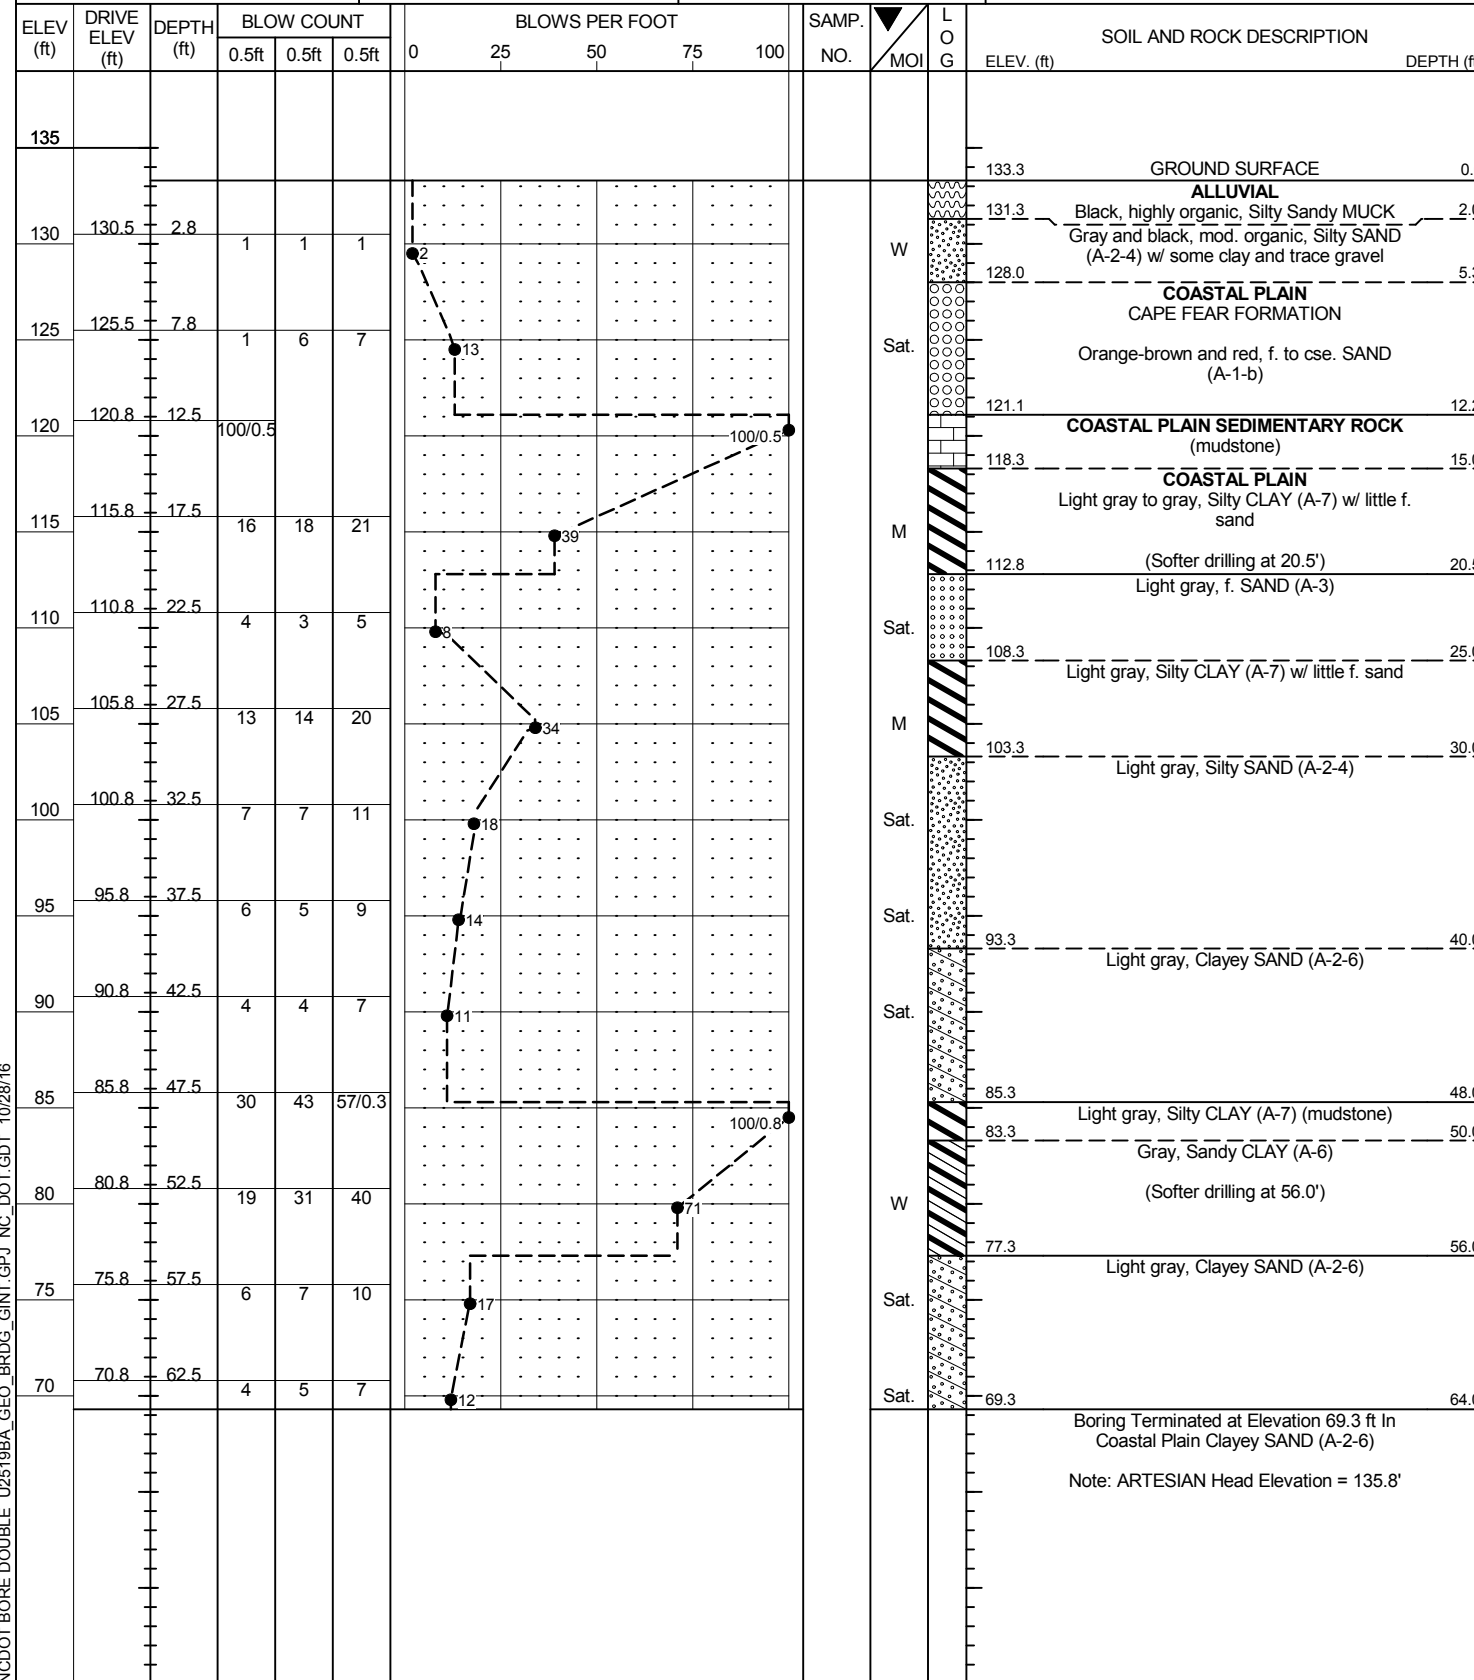 ELEV (ft) DRIVE ELEV (ft) DEPTH (ft) BLOW COUNT BLOWS PER FOOT SAMP. NO. MOI L O G SOIL AND ROCK DESCRIPTION
0.5ft 0.5ft 0.5ft 0 25 50 75 100 ELEV. (ft) DEPTH
135
133.3 GROUND SURFACE
ALLUVIAL
131.3 Black, highly organic, Silty Sandy MUCK
130 130.5 2.8 1 1 1 2 W
Gray and black, mod. organic, Silty SAND
(A-2-4) w/ some clay and trace gravel
128.0
COASTAL PLAIN
CAPE FEAR FORMATION
125 125.5 7.8 1 6 7 13 Sat.
Orange-brown and red, f. to cse. SAND
(A-1-b)
121.1
120 120.8 12.5 100/0.5 100/0.5
COASTAL PLAIN SEDIMENTARY ROCK
(mudstone)
118.3
COASTAL PLAIN
Light gray to gray, Silty CLAY (A-7) w/ little f.
sand
115 115.8 17.5 16 18 21 39 M
(Softer drilling at 20.5')
112.8
Light gray, f. SAND (A-3)
110 110.8 22.5 4 3 5 8 Sat.
108.3
Light gray, Silty CLAY (A-7) w/ little f. sand
105 105.8 27.5 13 14 20 34 M
103.3
Light gray, Silty SAND (A-2-4)
100 100.8 32.5 7 7 11 18 Sat.
95 95.8 37.5 6 5 9 14 Sat.
93.3
Light gray, Clayey SAND (A-2-6)
90 90.8 42.5 4 4 7 11 Sat.
85.3
85 85.8 47.5 30 43 57/0.3 100/0.8
Light gray, Silty CLAY (A-7) (mudstone)
83.3
Gray, Sandy CLAY (A-6)
(Softer drilling at 56.0')
80 80.8 52.5 19 31 40 71 W
77.3
Light gray, Clayey SAND (A-2-6)
75 75.8 57.5 6 7 10 17 Sat.
70 70.8 62.5 4 5 7 12 Sat.
69.3
Boring Terminated at Elevation 69.3 ft In
Coastal Plain Clayey SAND (A-2-6)
Note: ARTESIAN Head Elevation = 135.8'
NCDOT BORE DOUBLE U2519BA_GEO_BRDG_GINT.GPJ NC_DOT.GDT 10/28/16